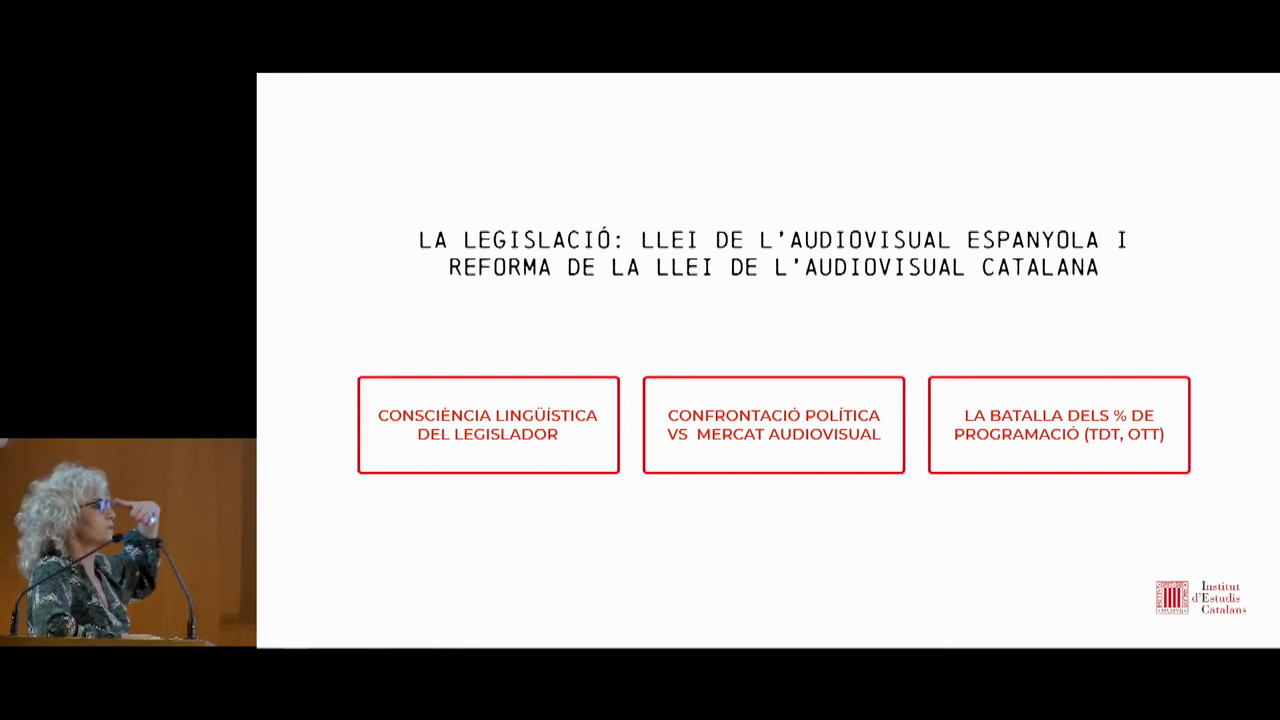 LA LEGISLACIÓ: LLEI DE L'AUDIOVISUAL ESPANYOLA I
REFORMA DE LA LLEI DE L'AUDIOVISUAL CATALANA
CONSCIÈNCIA LINGÜÍSTICA
DEL LEGISLADOR
CONFRONTACIÓ POLÍTICA
VS MERCAT AUDIOVISUAL
LA BATALLA DELS % DE
PROGRAMACIÓ (TDT, OTT)
Institut
d'Estudis
Catalans